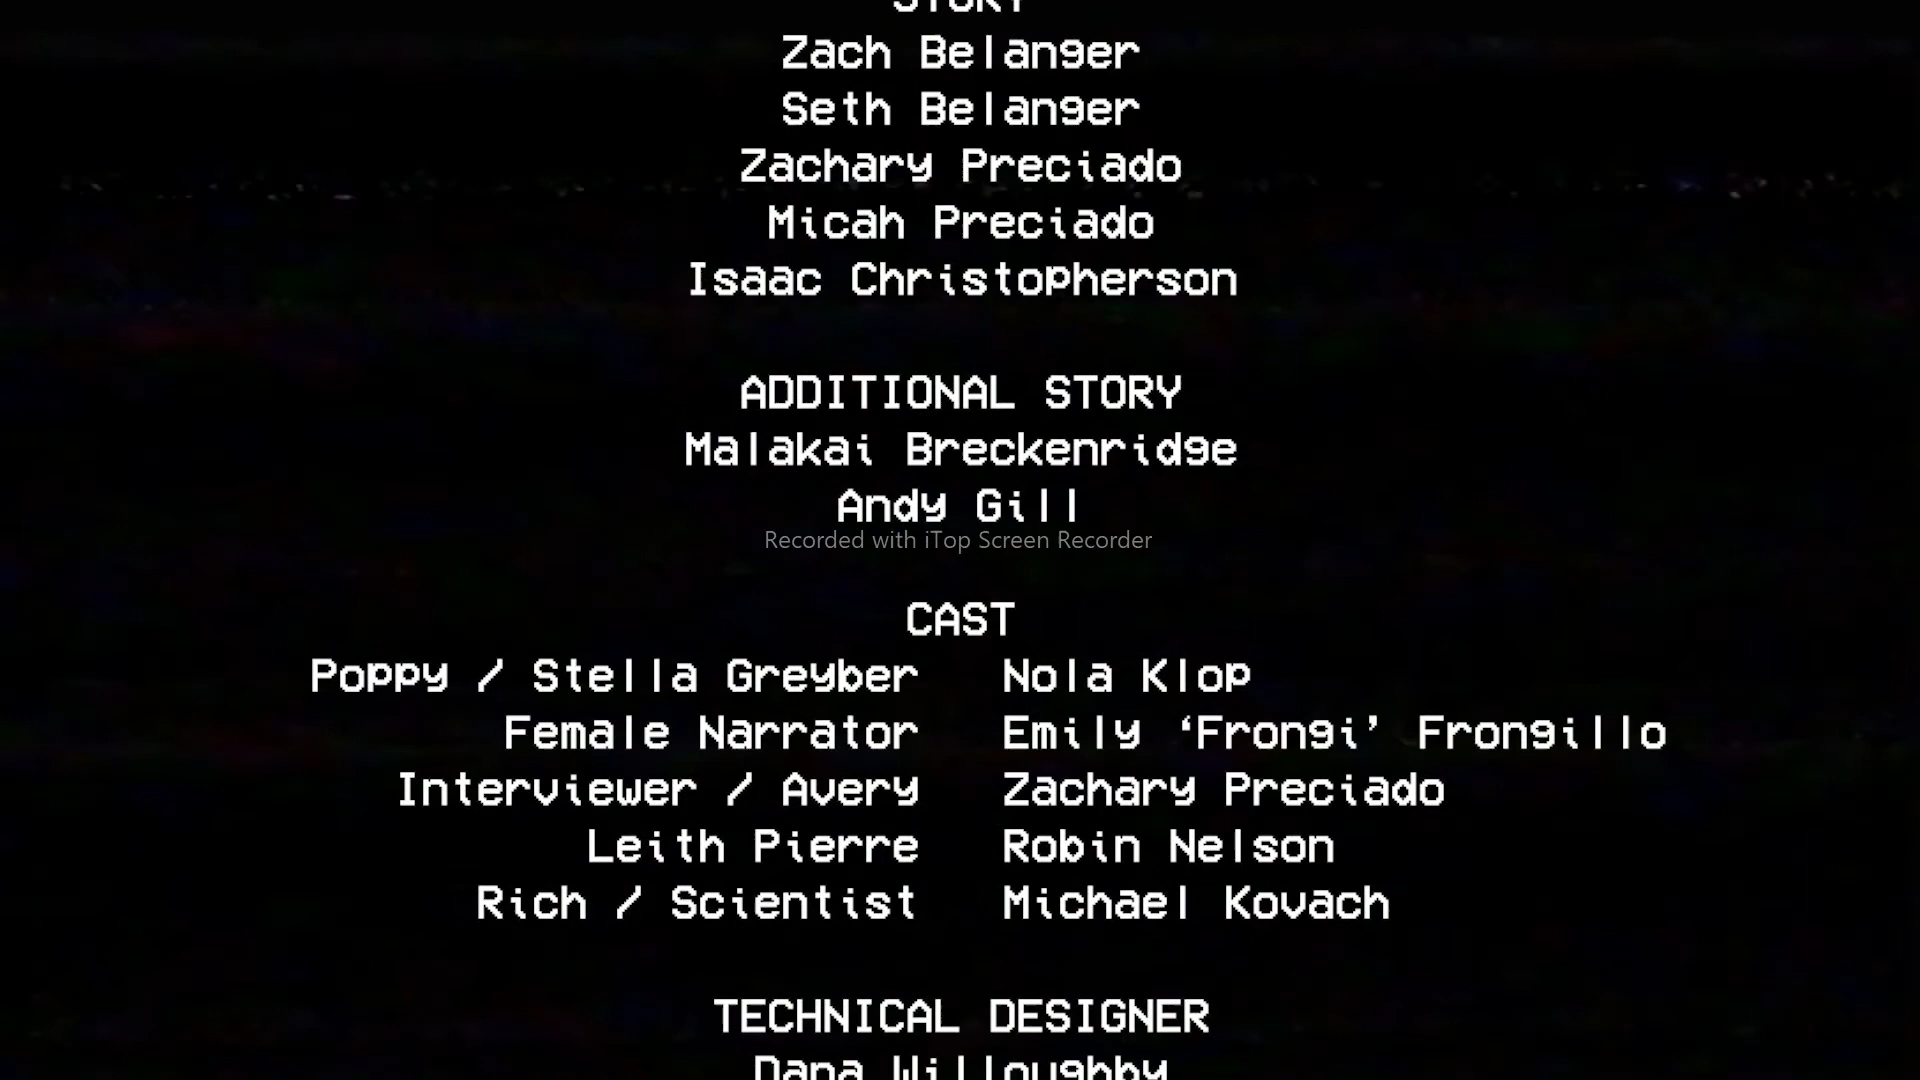 STORY
Zach Belanger
Seth Belanger
Zachary Preciado
Micah Preciado
Isaac Christopherson
ADDITIONAL STORY
Malakai Breckenridge
Andy Gill
Recorded with iTop Screen Recorder
CAST
Poppy / Stella Greyber Nola Klop
Female Narrator Emily ‘Frongi’ Frongillo
Interviewer / Avery Zachary Preciado
Leith Pierre Robin Nelson
Rich / Scientist Michael Kovach
TECHNICAL DESIGNER
Dana Willoughby